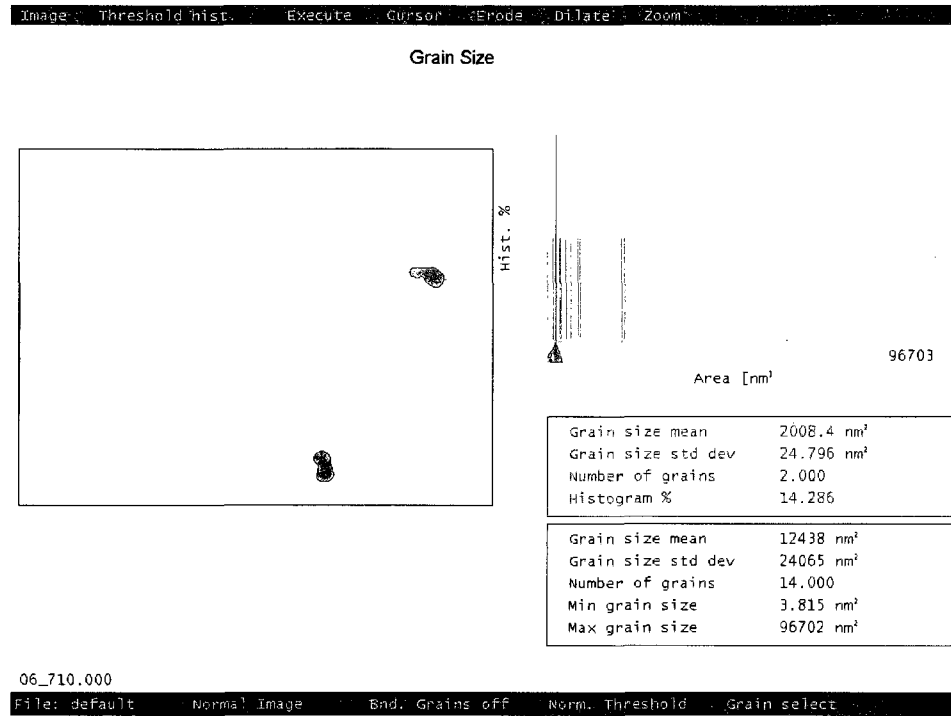 Image Threshold hist. Execute Cursor Erode Dilate Zoom
Grain Size
Hist. %
96703
Area [nm²
Grain size mean 2008.4 nm²
Grain size std dev 24.796 nm²
Number of grains 2.000
Histogram % 14.286
Grain size mean 12438 nm²
Grain size std dev 24065 nm²
Number of grains 14.000
Min grain size 3.815 nm²
Max grain size 96702 nm²
06_710.000
File: default Normal Image Bnd. Grains off Norm. Threshold Grain select